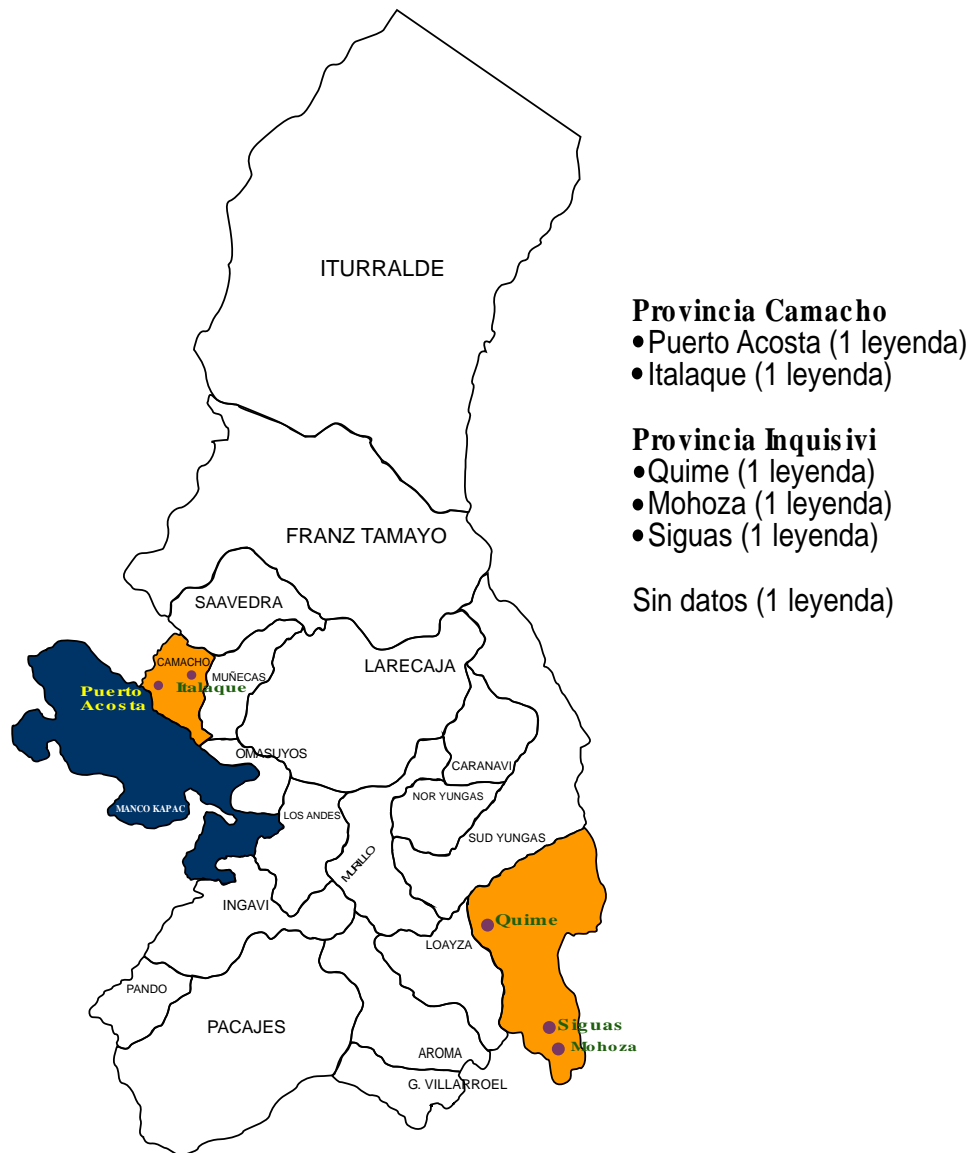 ITURRALDE
Provincia Camacho
•Puerto Acosta (1 leyenda)
•Italaque (1 leyenda)
Provincia Inquisivi
•Quime (1 leyenda)
•Mohoza (1 leyenda)
•Siguas (1 leyenda)
Sin datos (1 leyenda)
FRANZ TAMAYO
SAAVEDRA
CAMACHO
MUÑECAS
LARECAJA
Puerto
Acosta
Italaque
OMASUYOS
CARANAVI
NOR YUNGAS
MANCO KAPAC
LOS ANDES
SUD YUNGAS
MURILLO
INGAVI
Quime
LOAYZA
PANDO
PACAJES
Siguas
Mohoza
AROMA
G. VILLARROEL